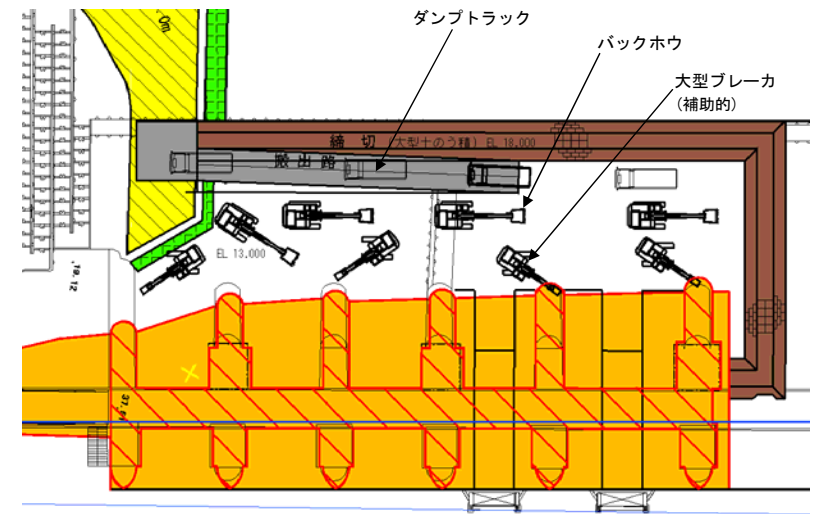 ダンプトラック
バックホウ
大型ブレーカ
(補助的)
締切(大型土のう積) EL 18.000
搬出路
EL 13.000